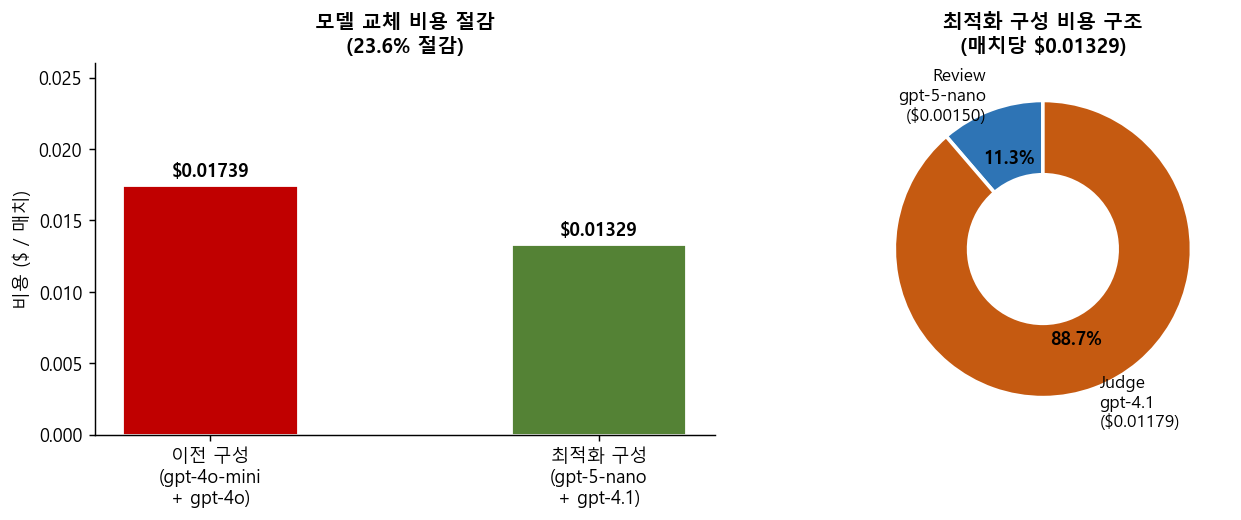 모델 교체 비용 절감
(23.6% 절감)
비용 ($ / 매치)
0.025
0.020
0.015
0.010
0.005
0.000
$0.01739
$0.01329
이전 구성
(gpt-4o-mini
+ gpt-4o)
최적화 구성
(gpt-5-nano
+ gpt-4.1)
최적화 구성 비용 구조
(매치당 $0.01329)
Review
gpt-5-nano
($0.00150)
11.3%
88.7%
Judge
gpt-4.1
($0.01179)